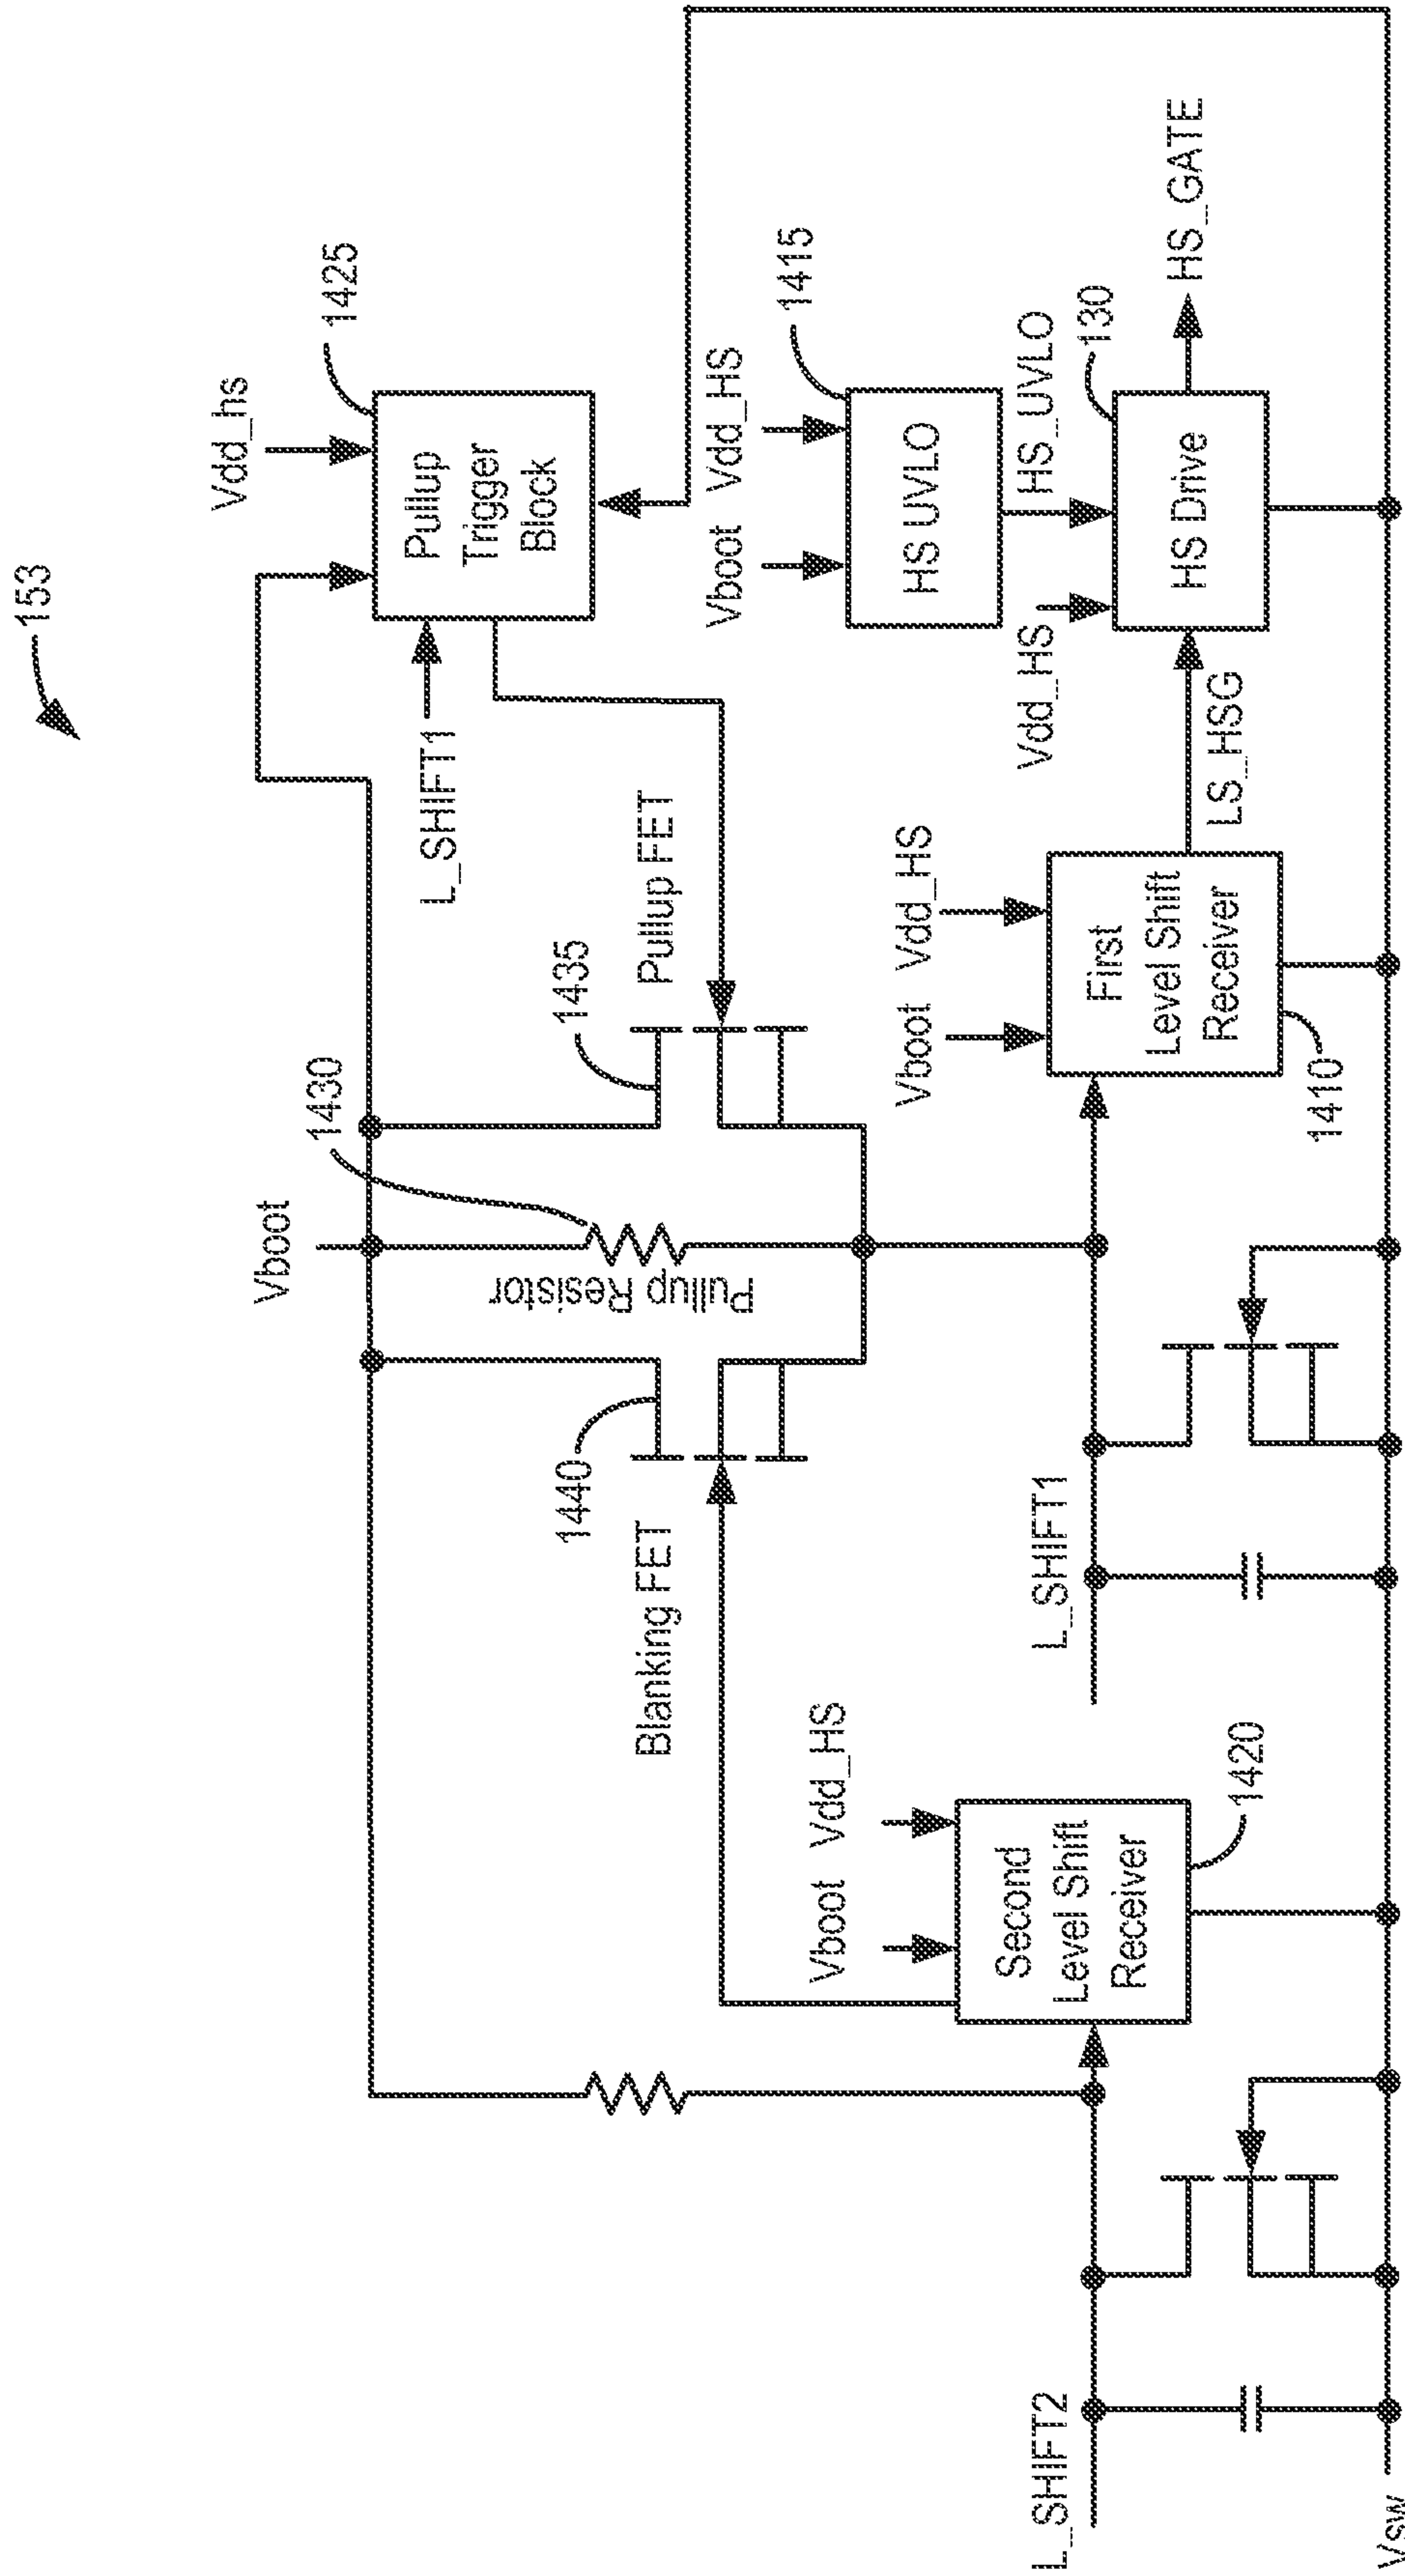 153
Vdd_hs
1425
Pullup
Trigger
Block
L_SHIFT1
Vboot
1430
Pullup Resistor
1435
Pullup FET
1440
Blanking FET
Vboot
Vdd_HS
1415
HS UVLO
HS_UVLO
Vdd_HS
130
HS Drive
HS_GATE
LS_HSG
Vboot
Vdd_HS
First
Level Shift
Receiver
1410
L_SHIFT1
Vboot
Vdd_HS
Second
Level Shift
Receiver
1420
L_SHIFT2
Vsw